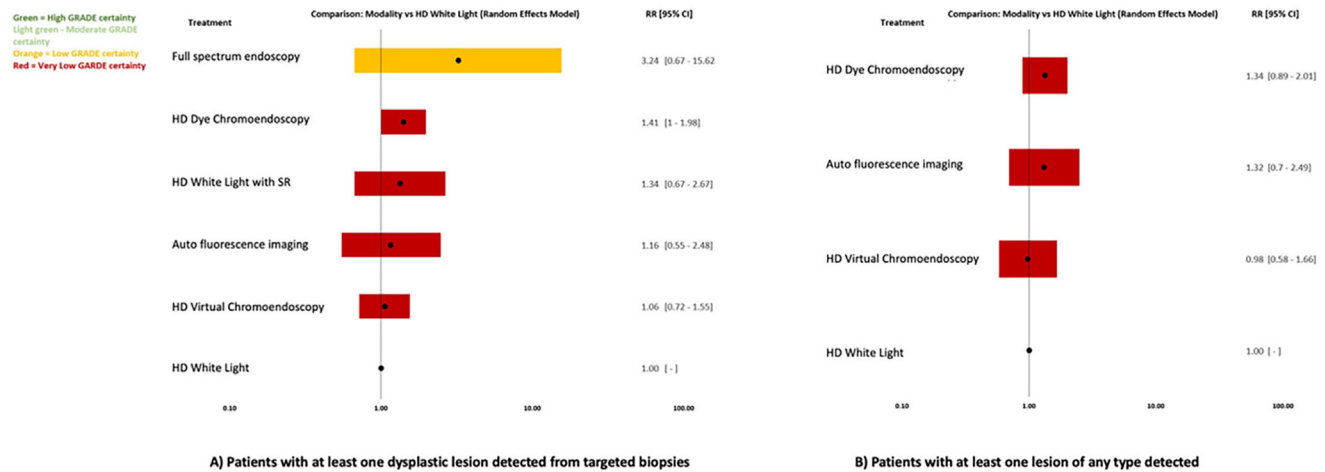 Green = High GRADE certainty
Light green - Moderate GRADE
certainty
Orange = Low GRADE certainty
Red = Very Low GARDE certainty
Treatment
Comparison: Modality vs HD White Light (Random Effects Model)
RR [95% CI]
Full spectrum endoscopy
3.24 [0.67 - 15.62
HD Dye Chromoendoscopy
1.41 [1 - 1.98]
HD White Light with SR
1.34 [0.67 - 2.67]
Auto fluorescence imaging
1.16 [0.55 - 2.48]
HD Virtual Chromoendoscopy
1.06 [0.72 - 1.55]
HD White Light
1.00 [-]
0.10 1.00 10.00 100.00
A) Patients with at least one dysplastic lesion detected from targeted biopsies
Treatment
Comparison: Modality vs HD White Light (Random Effects Model)
RR [95% CI]
HD Dye Chromoendoscopy
1.34 [0.89 - 2.01]
Auto fluorescence imaging
1.32 [0.7 - 2.49]
HD Virtual Chromoendoscopy
0.98 [0.58 - 1.66]
HD White Light
1.00 [-]
0.10 1.00 10.00 100.00
B) Patients with at least one lesion of any type detected